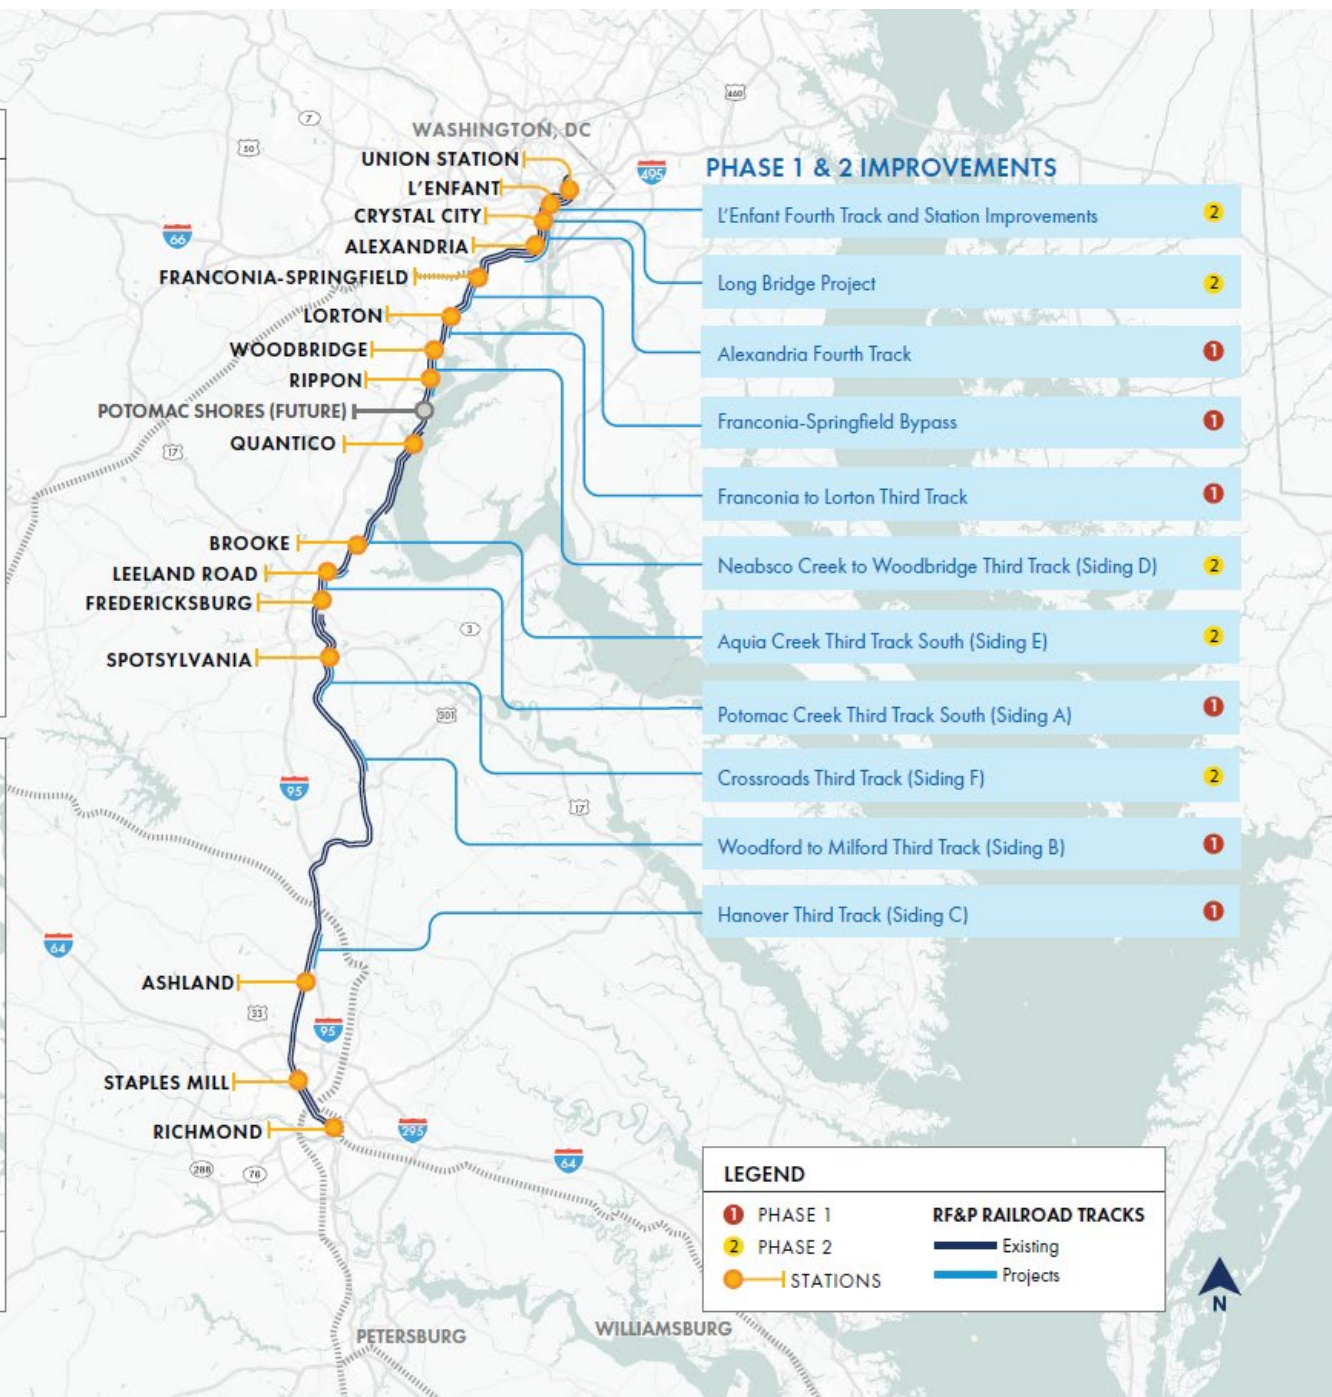 WASHINGTON, DC
UNION STATION
L'ENFANT
CRYSTAL CITY
ALEXANDRIA
FRANCONIA-SPRINGFIELD
LORTON
WOODBRIDGE
RIPPON
POTOMAC SHORES (FUTURE)
QUANTICO
BROOKE
LEELAND ROAD
FREDERICKSBURG
SPOTSYLVANIA
ASHLAND
STAPLES MILL
RICHMOND
PETERSBURG
WILLIAMSBURG
7
50
66
495
460
17
3
301
95
17
64
33
95
295
64
288
76
PHASE 1 & 2 IMPROVEMENTS
L'Enfant Fourth Track and Station Improvements 2
Long Bridge Project 2
Alexandria Fourth Track 1
Franconia-Springfield Bypass 1
Franconia to Lorton Third Track 1
Neabsco Creek to Woodbridge Third Track (Siding D) 2
Aquia Creek Third Track South (Siding E) 2
Potomac Creek Third Track South (Siding A) 1
Crossroads Third Track (Siding F) 2
Woodford to Milford Third Track (Siding B) 1
Hanover Third Track (Siding C) 1
LEGEND
1 PHASE 1
2 PHASE 2
STATIONS
RF&P RAILROAD TRACKS
Existing
Projects
N